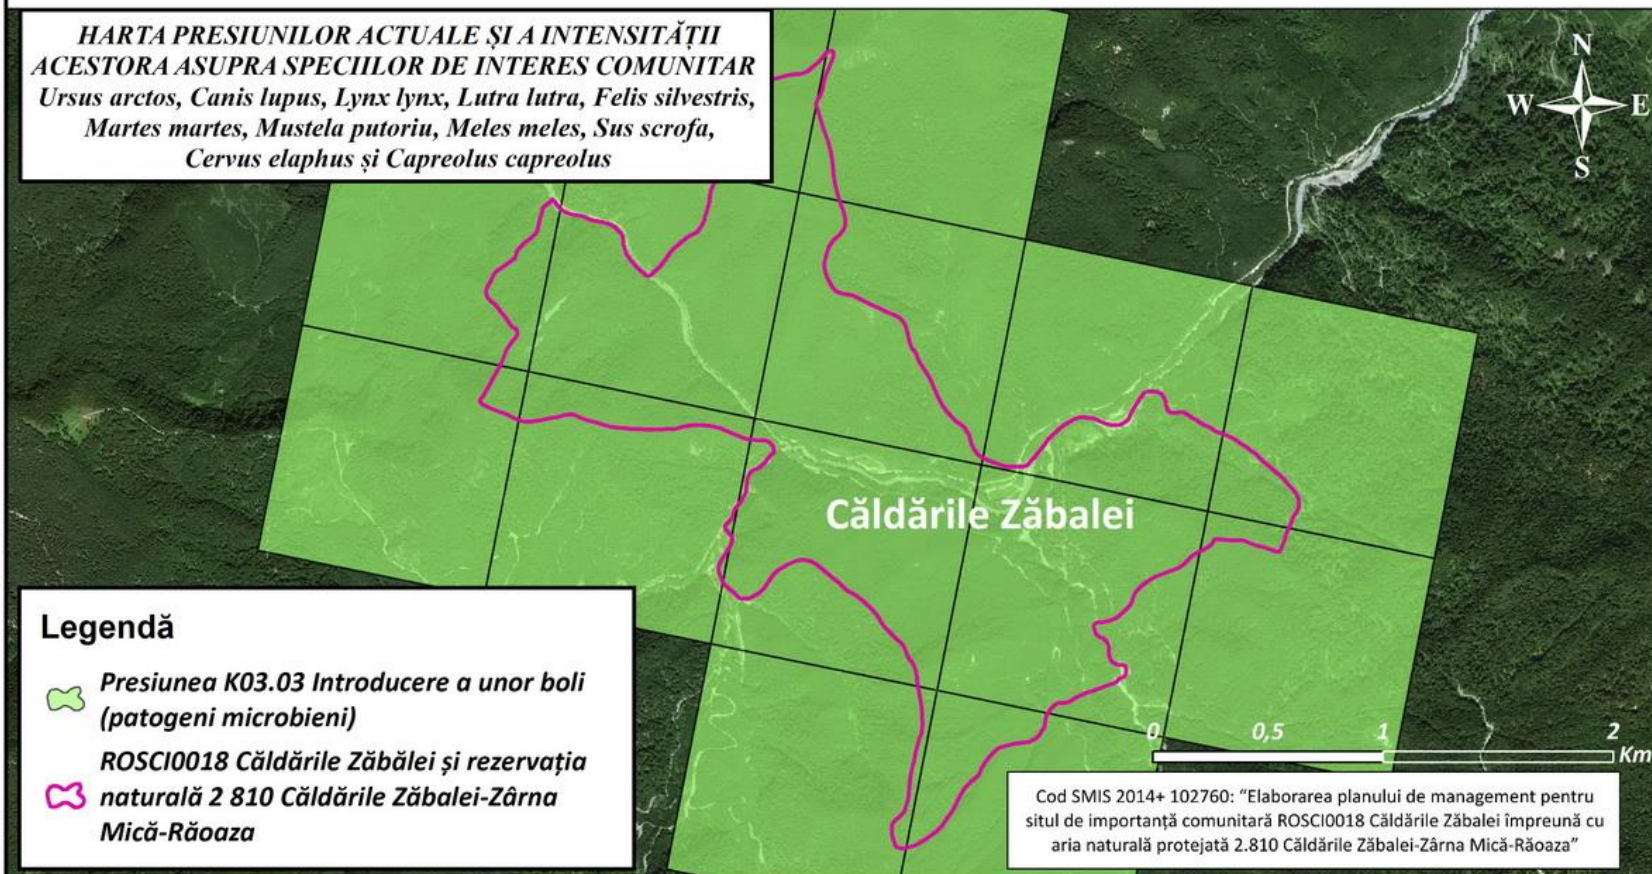 HARTA PRESIUNILOR ACTUALE ȘI A INTENSITĂȚII
ACESTORA ASUPRA SPECIILOR DE INTERES COMUNITAR
Ursus arctos, Canis lupus, Lynx lynx, Lutra lutra, Felis silvestris,
Martes martes, Mustela putoriu, Meles meles, Sus scrofa,
Cervus elaphus și Capreolus capreolus
N
W E
S
Căldările Zăbalei
Legendă
Presiunea K03.03 Introducere a unor boli
(patogeni microbieni)
ROSCI0018 Căldările Zăbălei și rezervația
naturală 2 810 Căldările Zăbalei-Zârna
Mică-Răoaza
0 0,5 1 2
Km
Cod SMIS 2014+ 102760: “Elaborarea planului de management pentru
situl de importanță comunitară ROSCI0018 Căldările Zăbalei împreună cu
aria naturală protejată 2.810 Căldările Zăbalei-Zârna Mică-Răoaza”